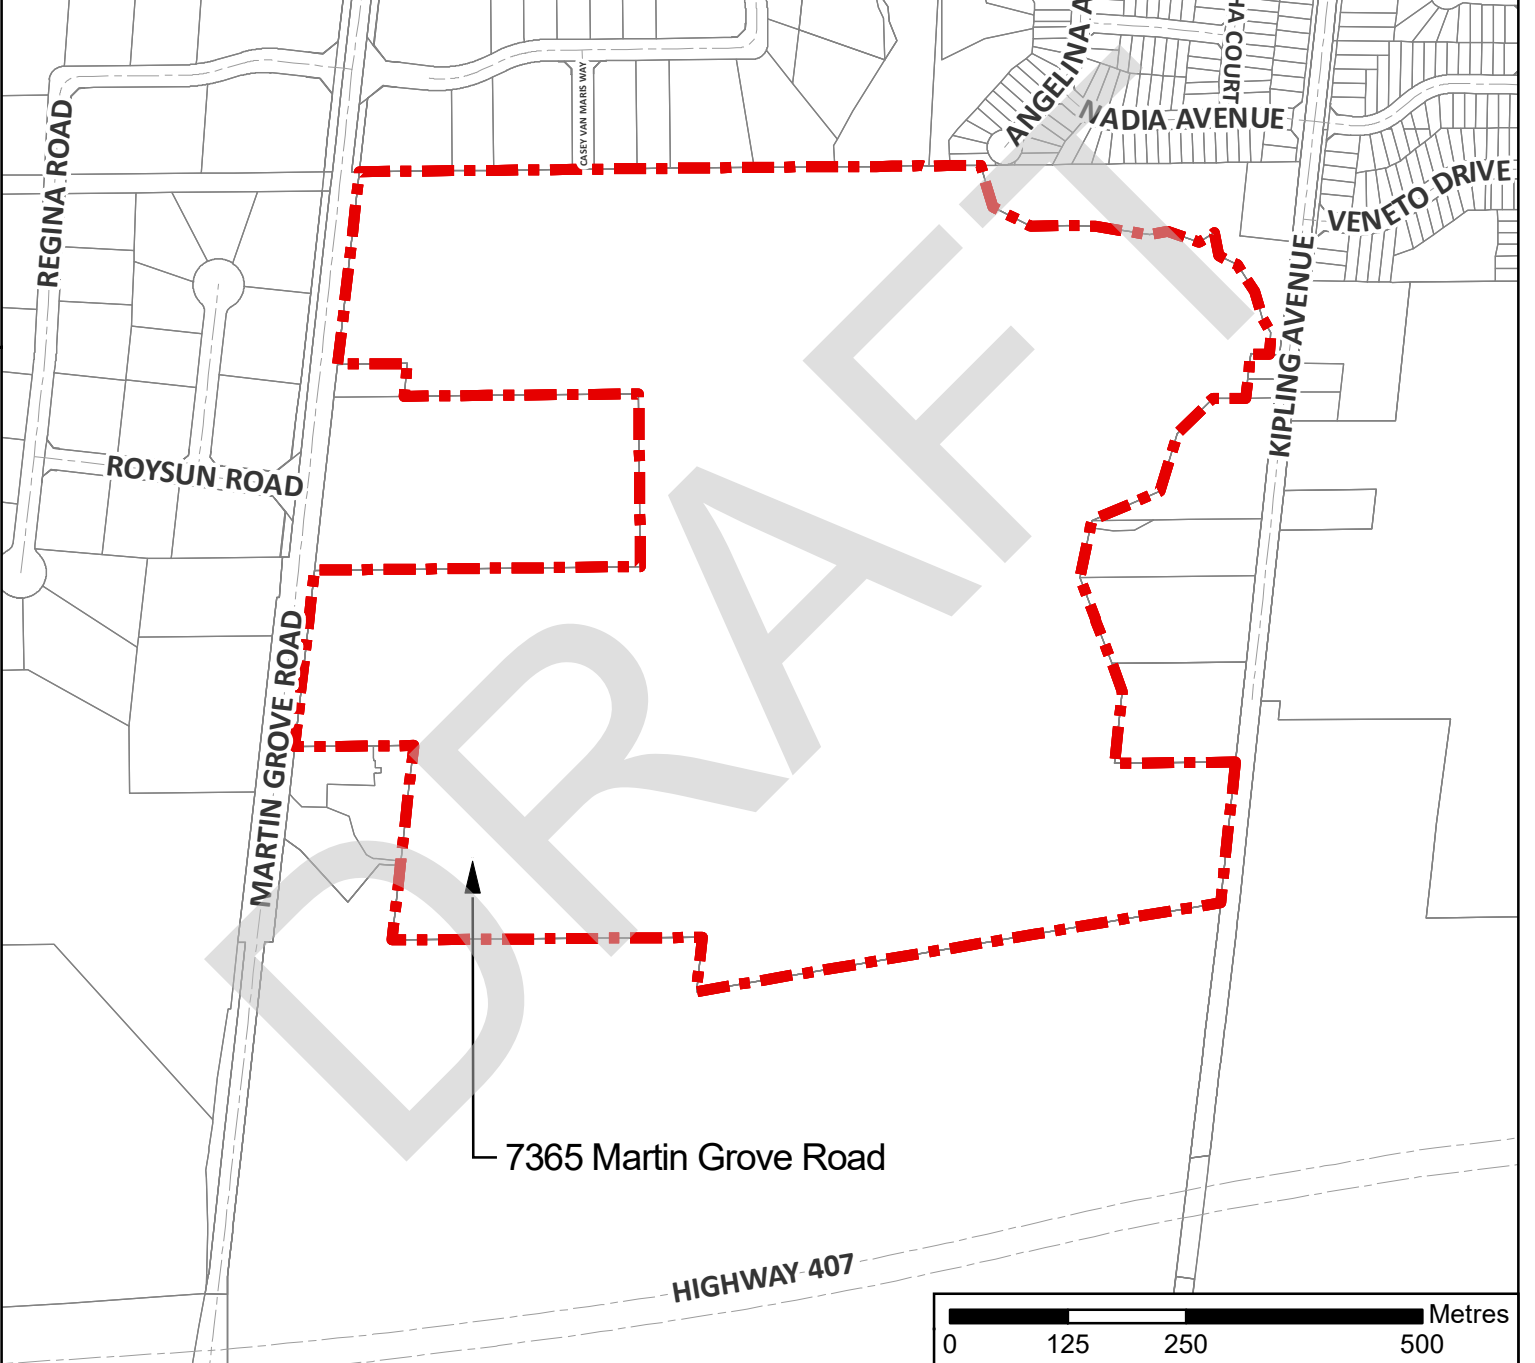 HA COURT
ANGELINA A
CASEY VAN MARIS WAY
NADIA AVENUE
REGINA ROAD
VENETO DRIVE
KIPLING AVENUE
ROYSUN ROAD
MARTIN GROVE ROAD
DRAFT
7365 Martin Grove Road
HIGHWAY 407
Metres
0 125 250 500